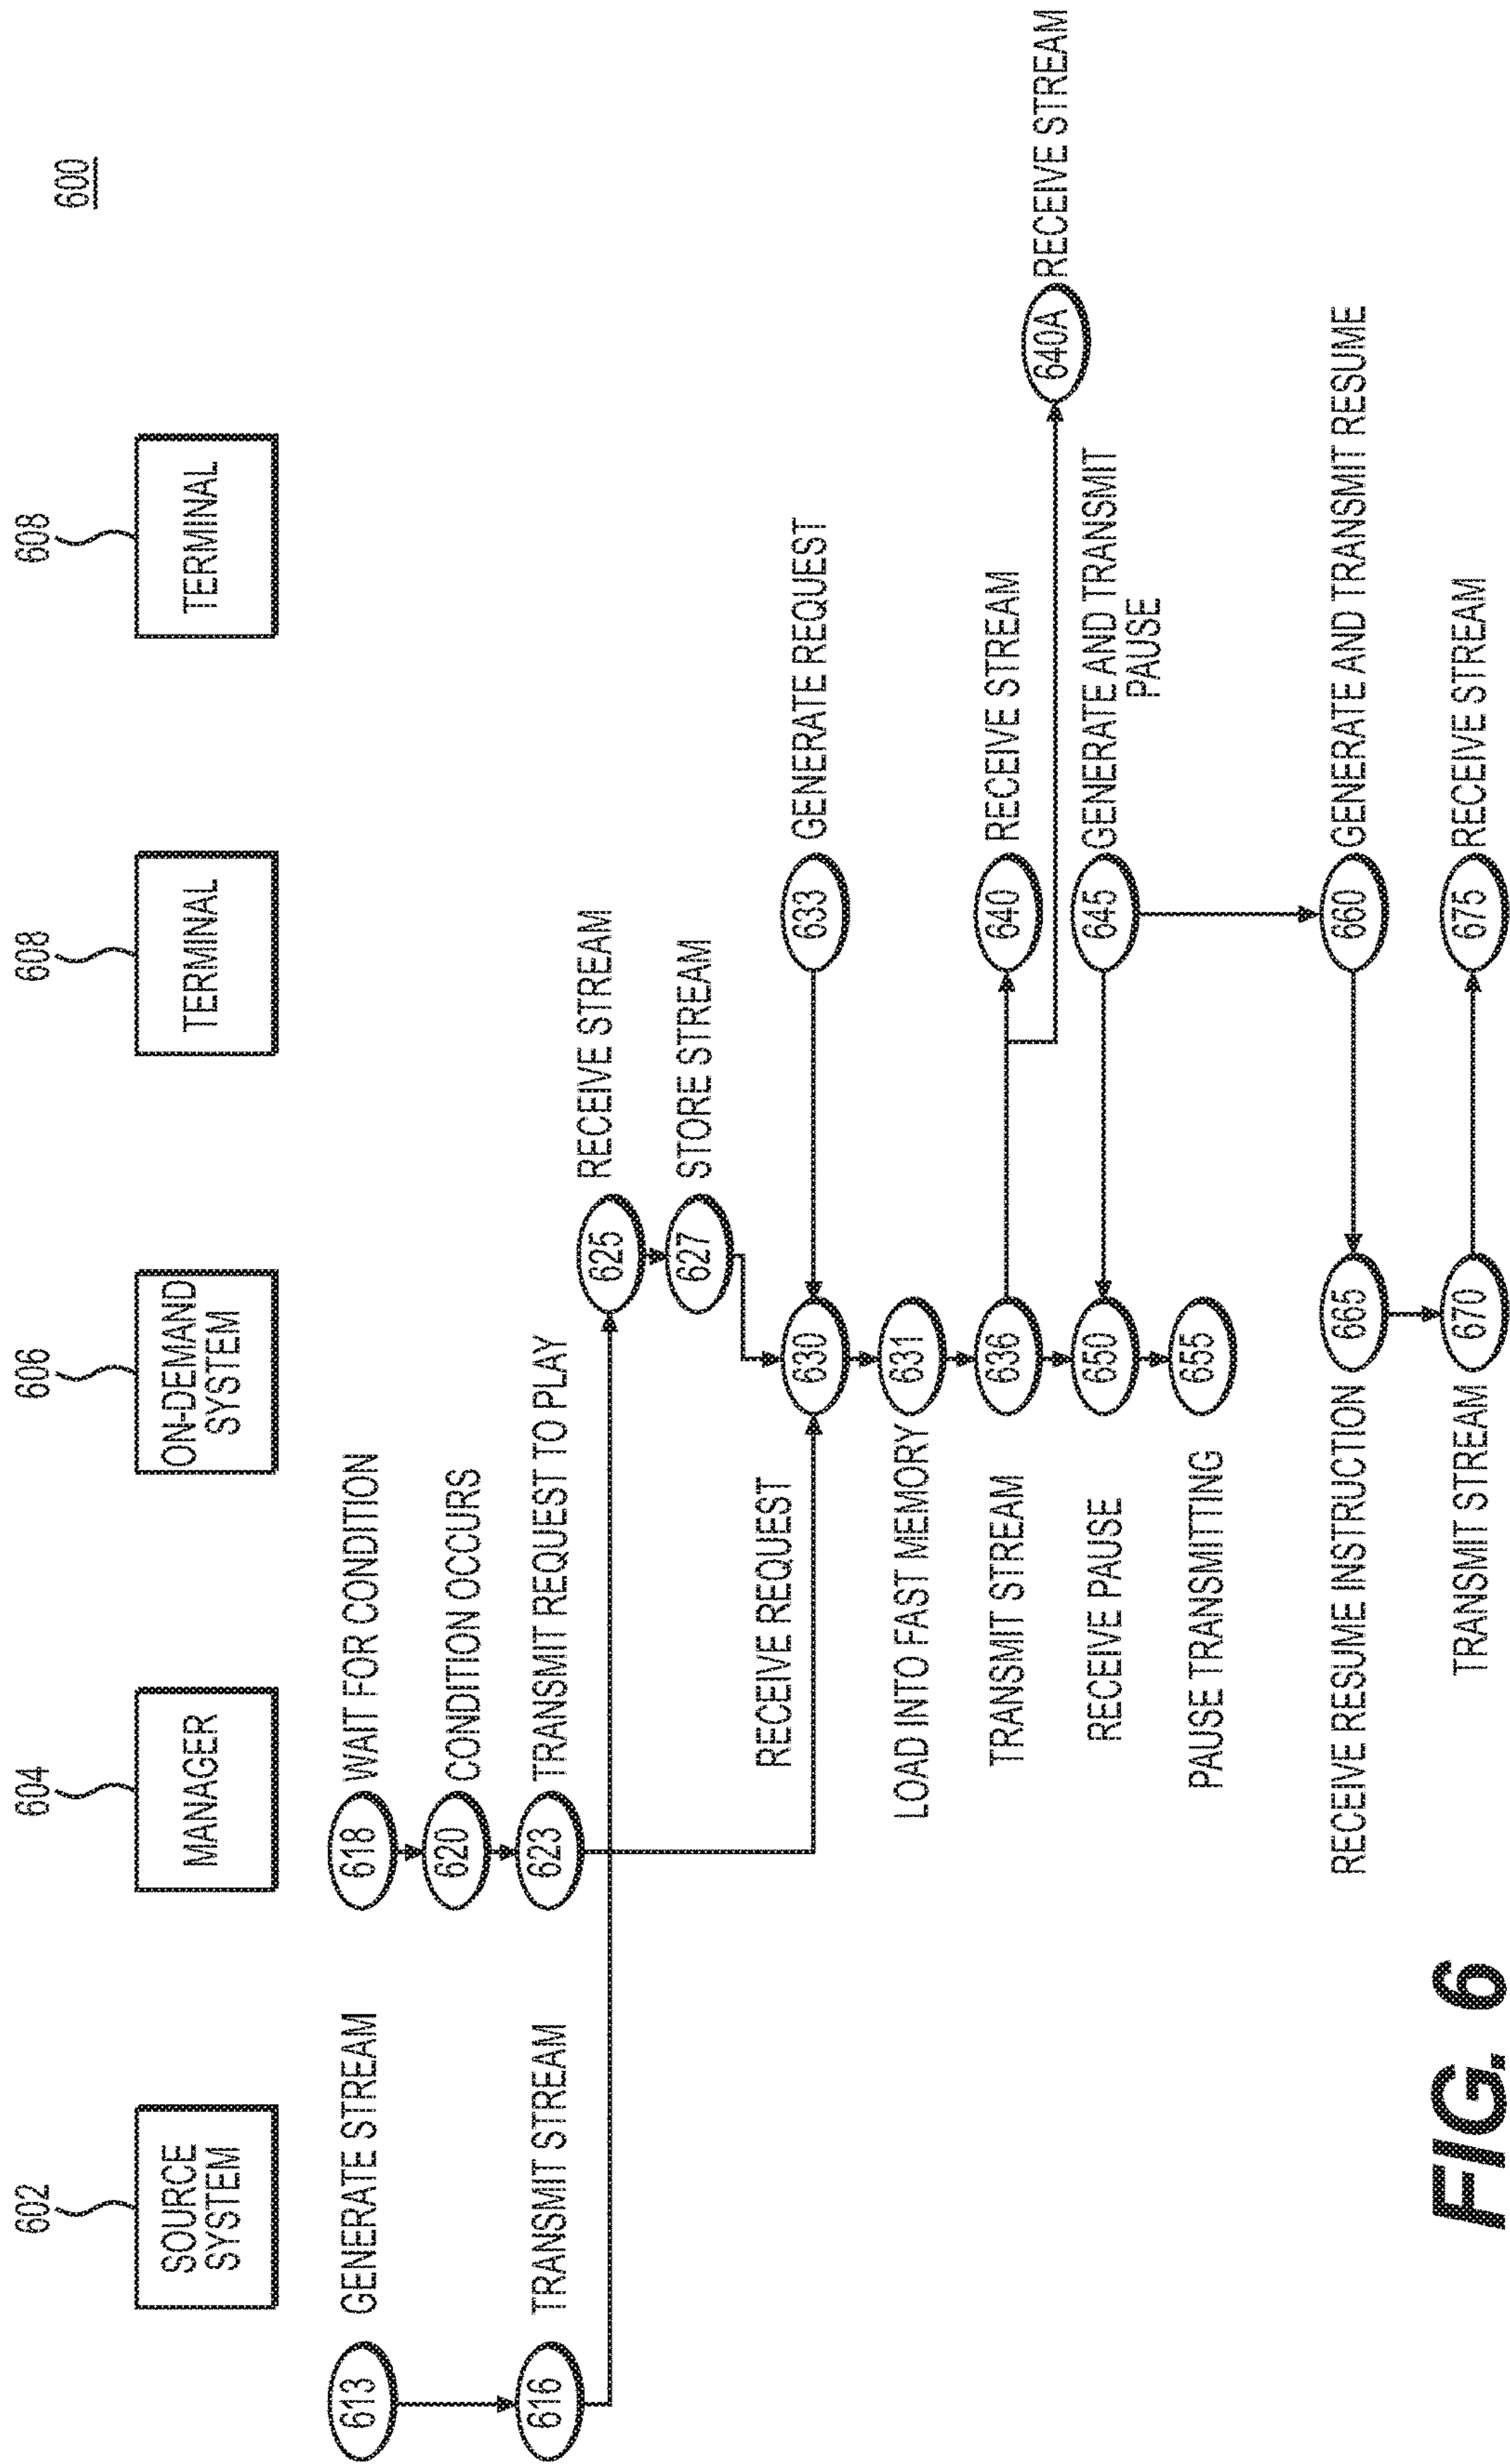 600
602
604
606
608
608
SOURCE
SYSTEM
MANAGER
ON-DEMAND
SYSTEM
TERMINAL
TERMINAL
613 GENERATE STREAM
618 WAIT FOR CONDITION
620 CONDITION OCCURS
616 TRANSMIT STREAM
623 TRANSMIT REQUEST TO PLAY
625 RECEIVE STREAM
627 STORE STREAM
RECEIVE REQUEST 630
633 GENERATE REQUEST
LOAD INTO FAST MEMORY 631
TRANSMIT STREAM 636
640 RECEIVE STREAM
640A RECEIVE STREAM
RECEIVE PAUSE 650
645 GENERATE AND TRANSMIT
PAUSE
PAUSE TRANSMITTING 655
RECEIVE RESUME INSTRUCTION 665
660 GENERATE AND TRANSMIT RESUME
TRANSMIT STREAM 670
675 RECEIVE STREAM
FIG. 6